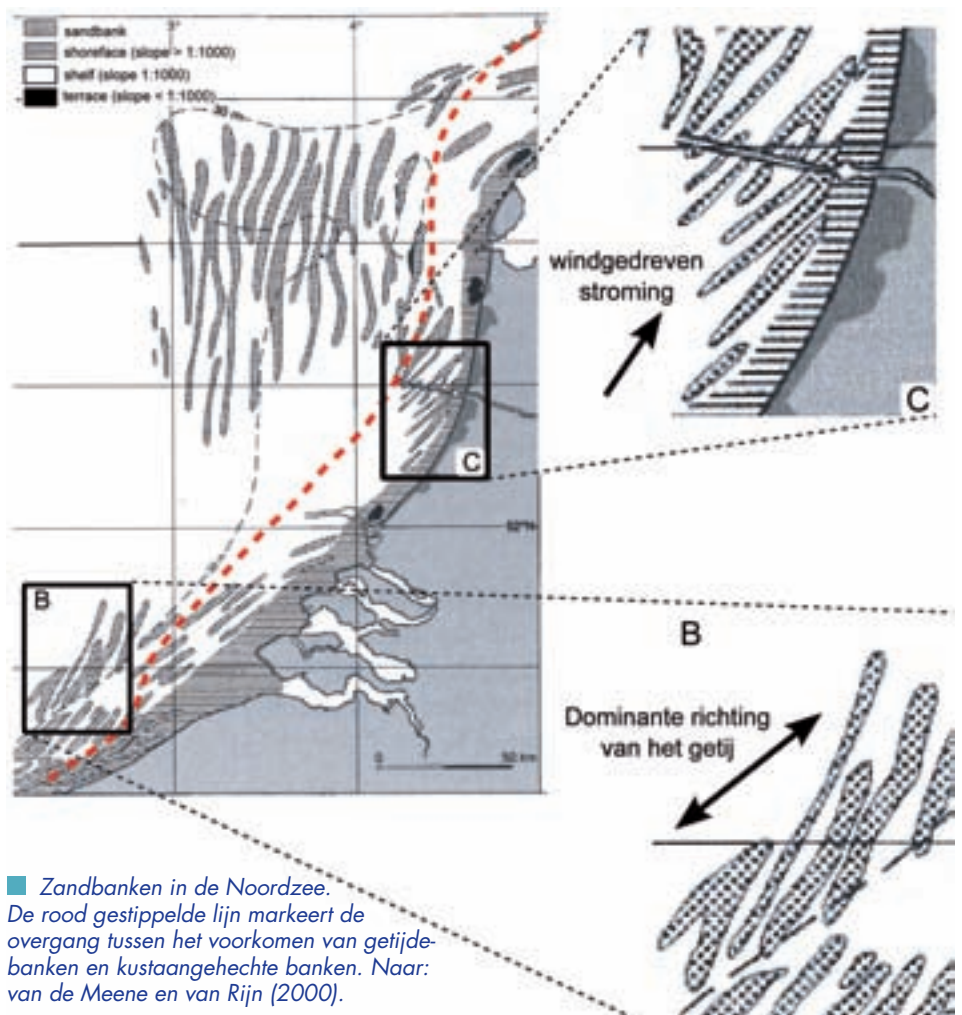 3°
4°
sandbank
shoreface (slope > 1:1000)
shelf (slope 1:1000)
terrace (slope < 1:1000)
windgedreven
stroming
C
C
52°N
B
B
Dominante richting
van het getij
0
50 km
Zandbanken in de Noordzee.
De rood gestippelde lijn markeert de
overgang tussen het voorkomen van getijde-
banken en kustaangehechte banken. Naar:
van de Meene en van Rijn (2000).